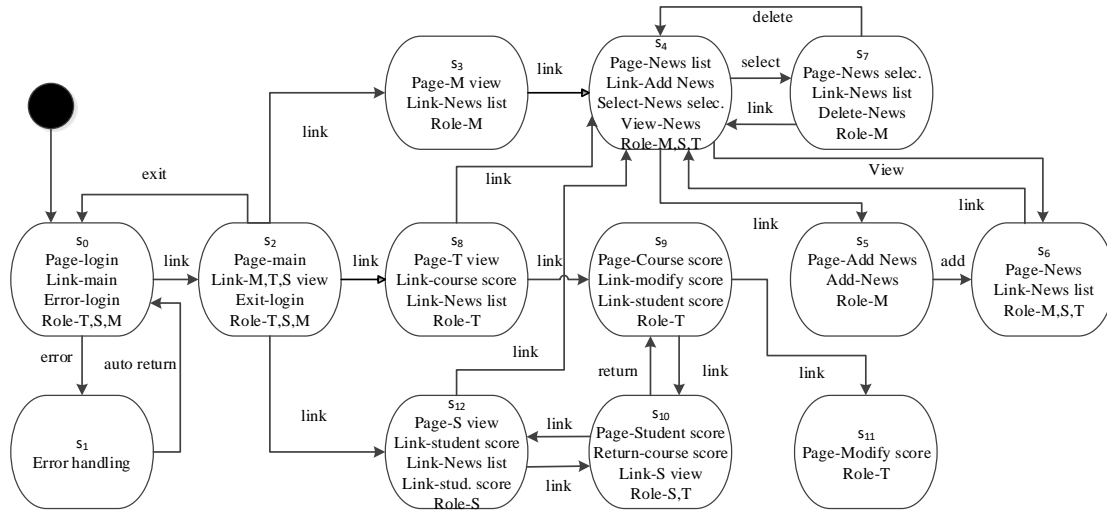 delete
s4
Page-News list
Link-Add News
Select-News selec.
View-News
Role-M,S,T
s3
Page-M view
Link-News list
Role-M
link
select
link
s7
Page-News selec.
Link-News list
Delete-News
Role-M
link
exit
link
View
link
link
s0
Page-login
Link-main
Error-login
Role-T,S,M
link
s2
Page-main
Link-M,T,S view
Exit-login
Role-T,S,M
link
s8
Page-T view
Link-course score
Link-News list
Role-T
link
s9
Page-Course score
Link-modify score
Link-student score
Role-T
s5
Page-Add News
Add-News
Role-M
add
s6
Page-News
Link-News list
Role-M,S,T
error
auto return
link
return
link
link
s1
Error handling
link
s12
Page-S view
Link-student score
Link-News list
Link-stud. score
Role-S
link
link
s10
Page-Student score
Return-course score
Link-S view
Role-S,T
s11
Page-Modify score
Role-T